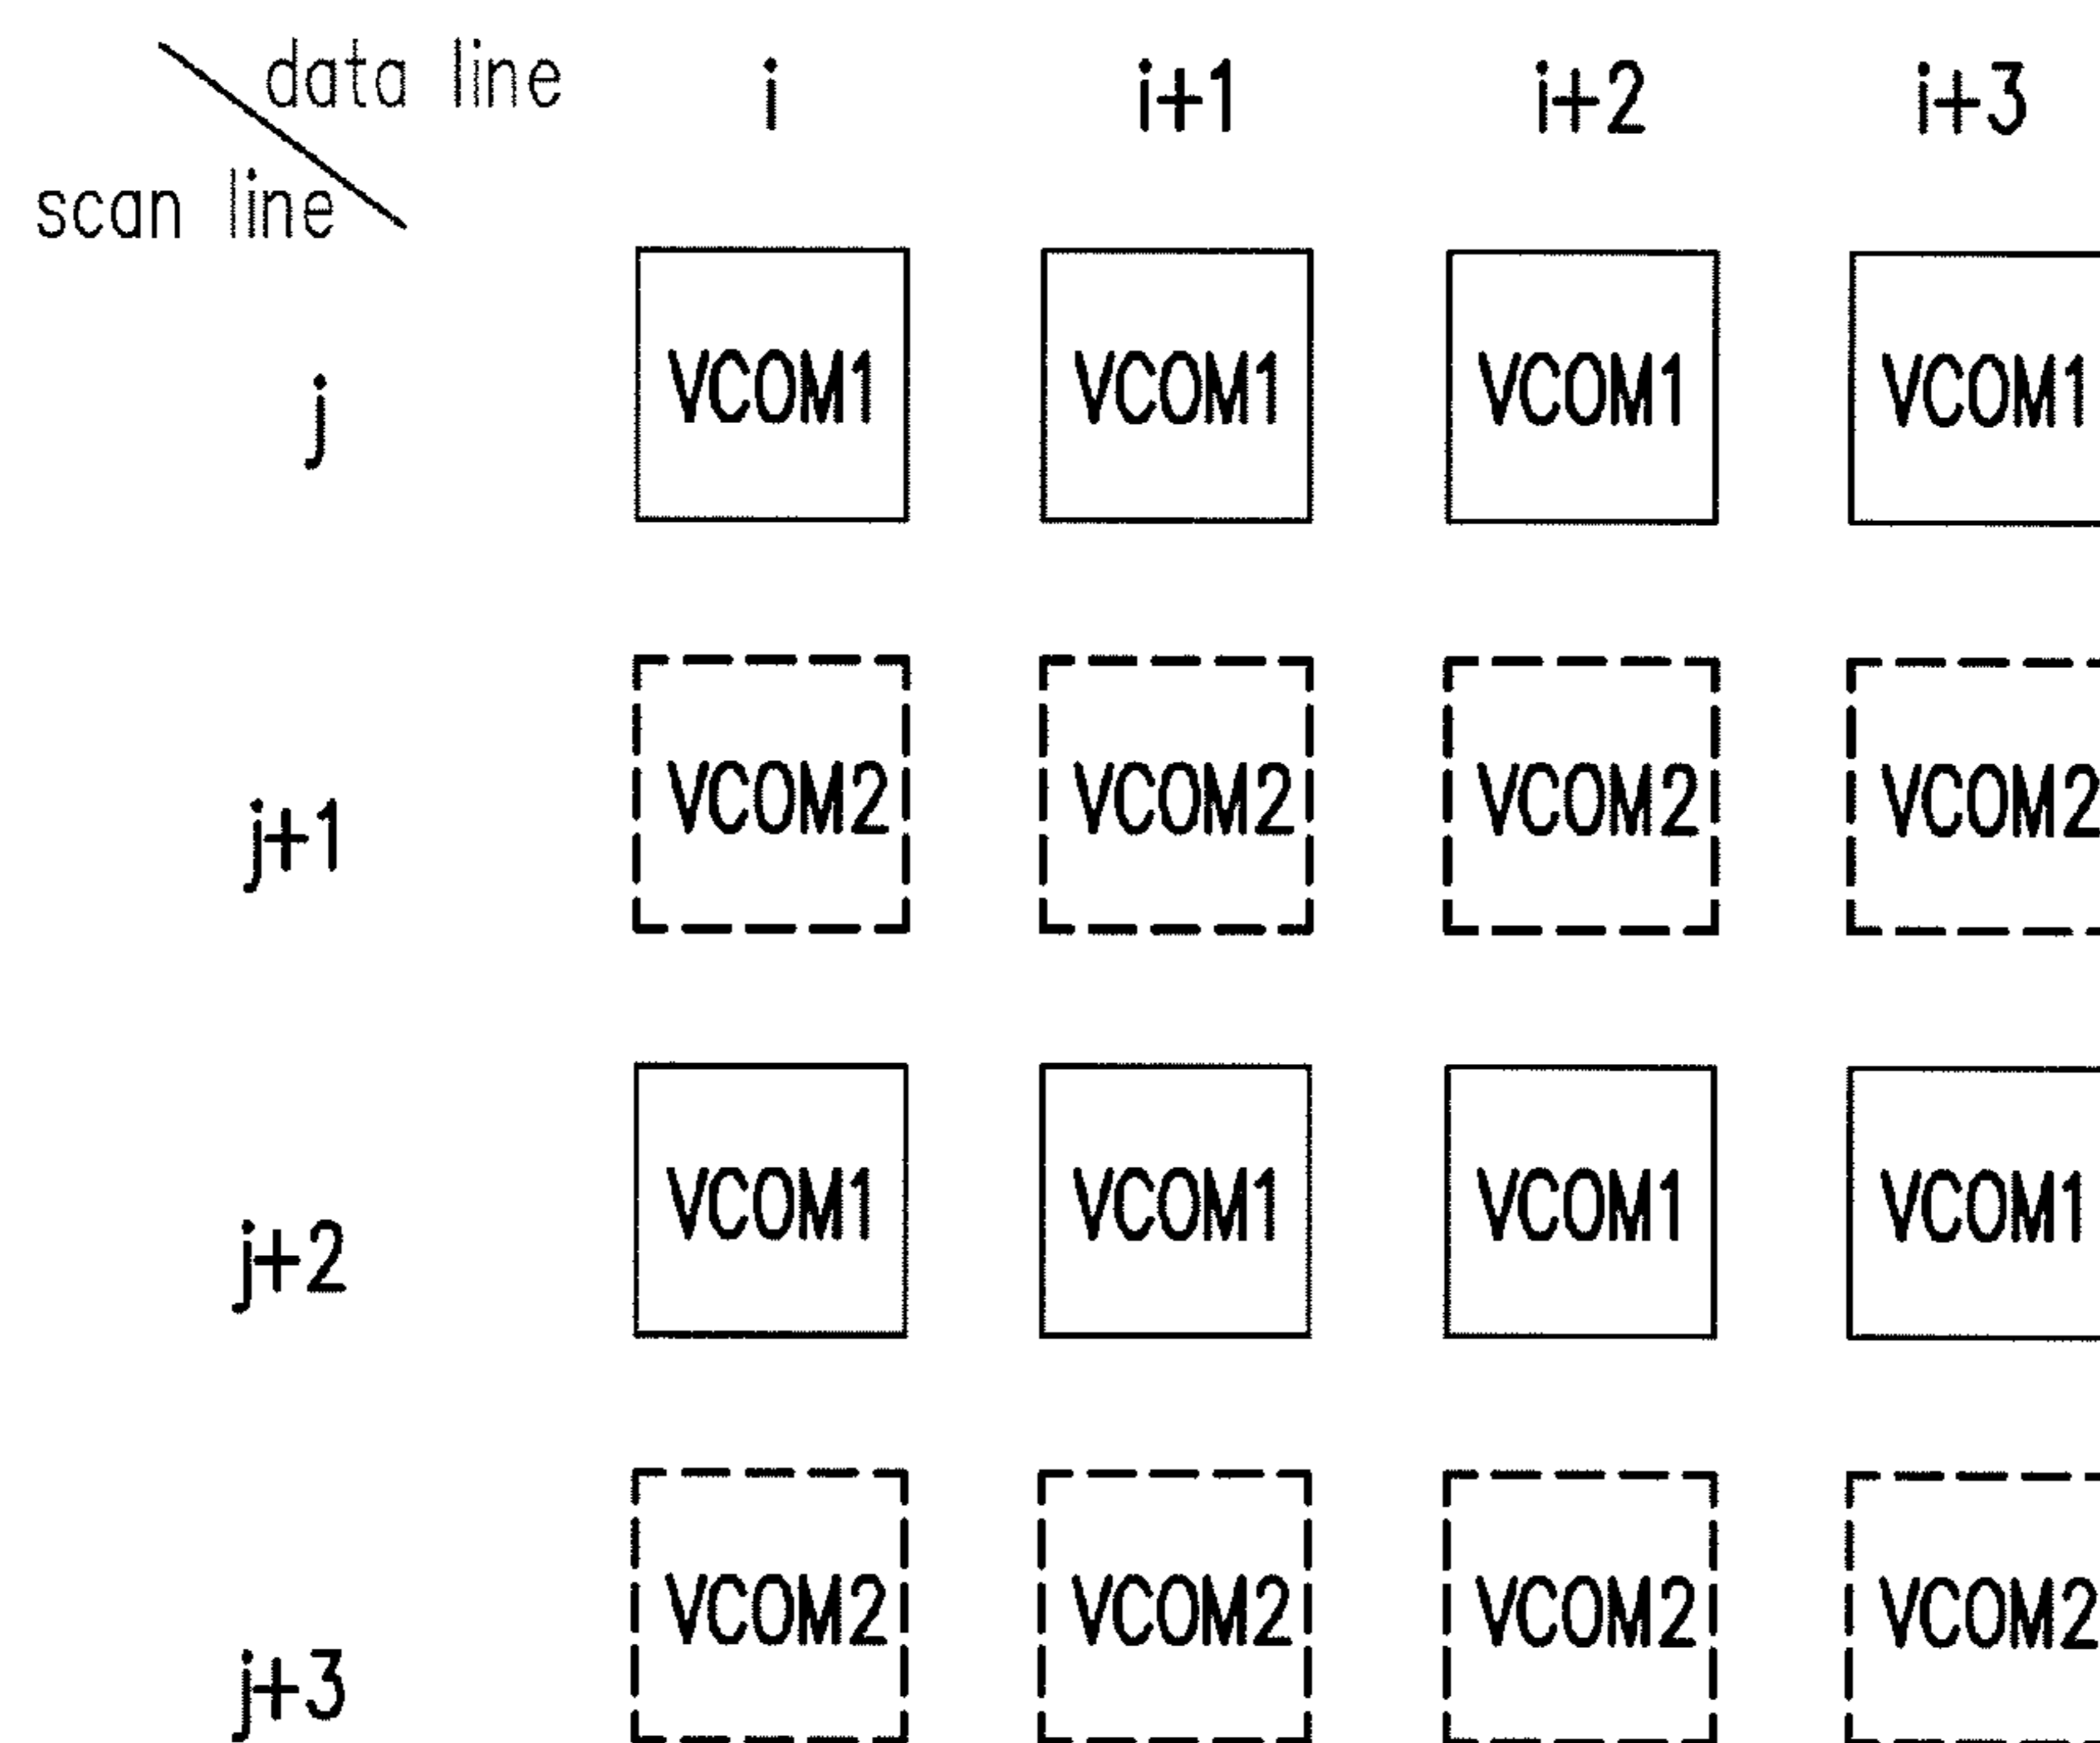 data line i i+1 i+2 i+3
scan line
j VCOM1 VCOM1 VCOM1 VCOM1
j+1 VCOM2 VCOM2 VCOM2 VCOM2
j+2 VCOM1 VCOM1 VCOM1 VCOM1
j+3 VCOM2 VCOM2 VCOM2 VCOM2